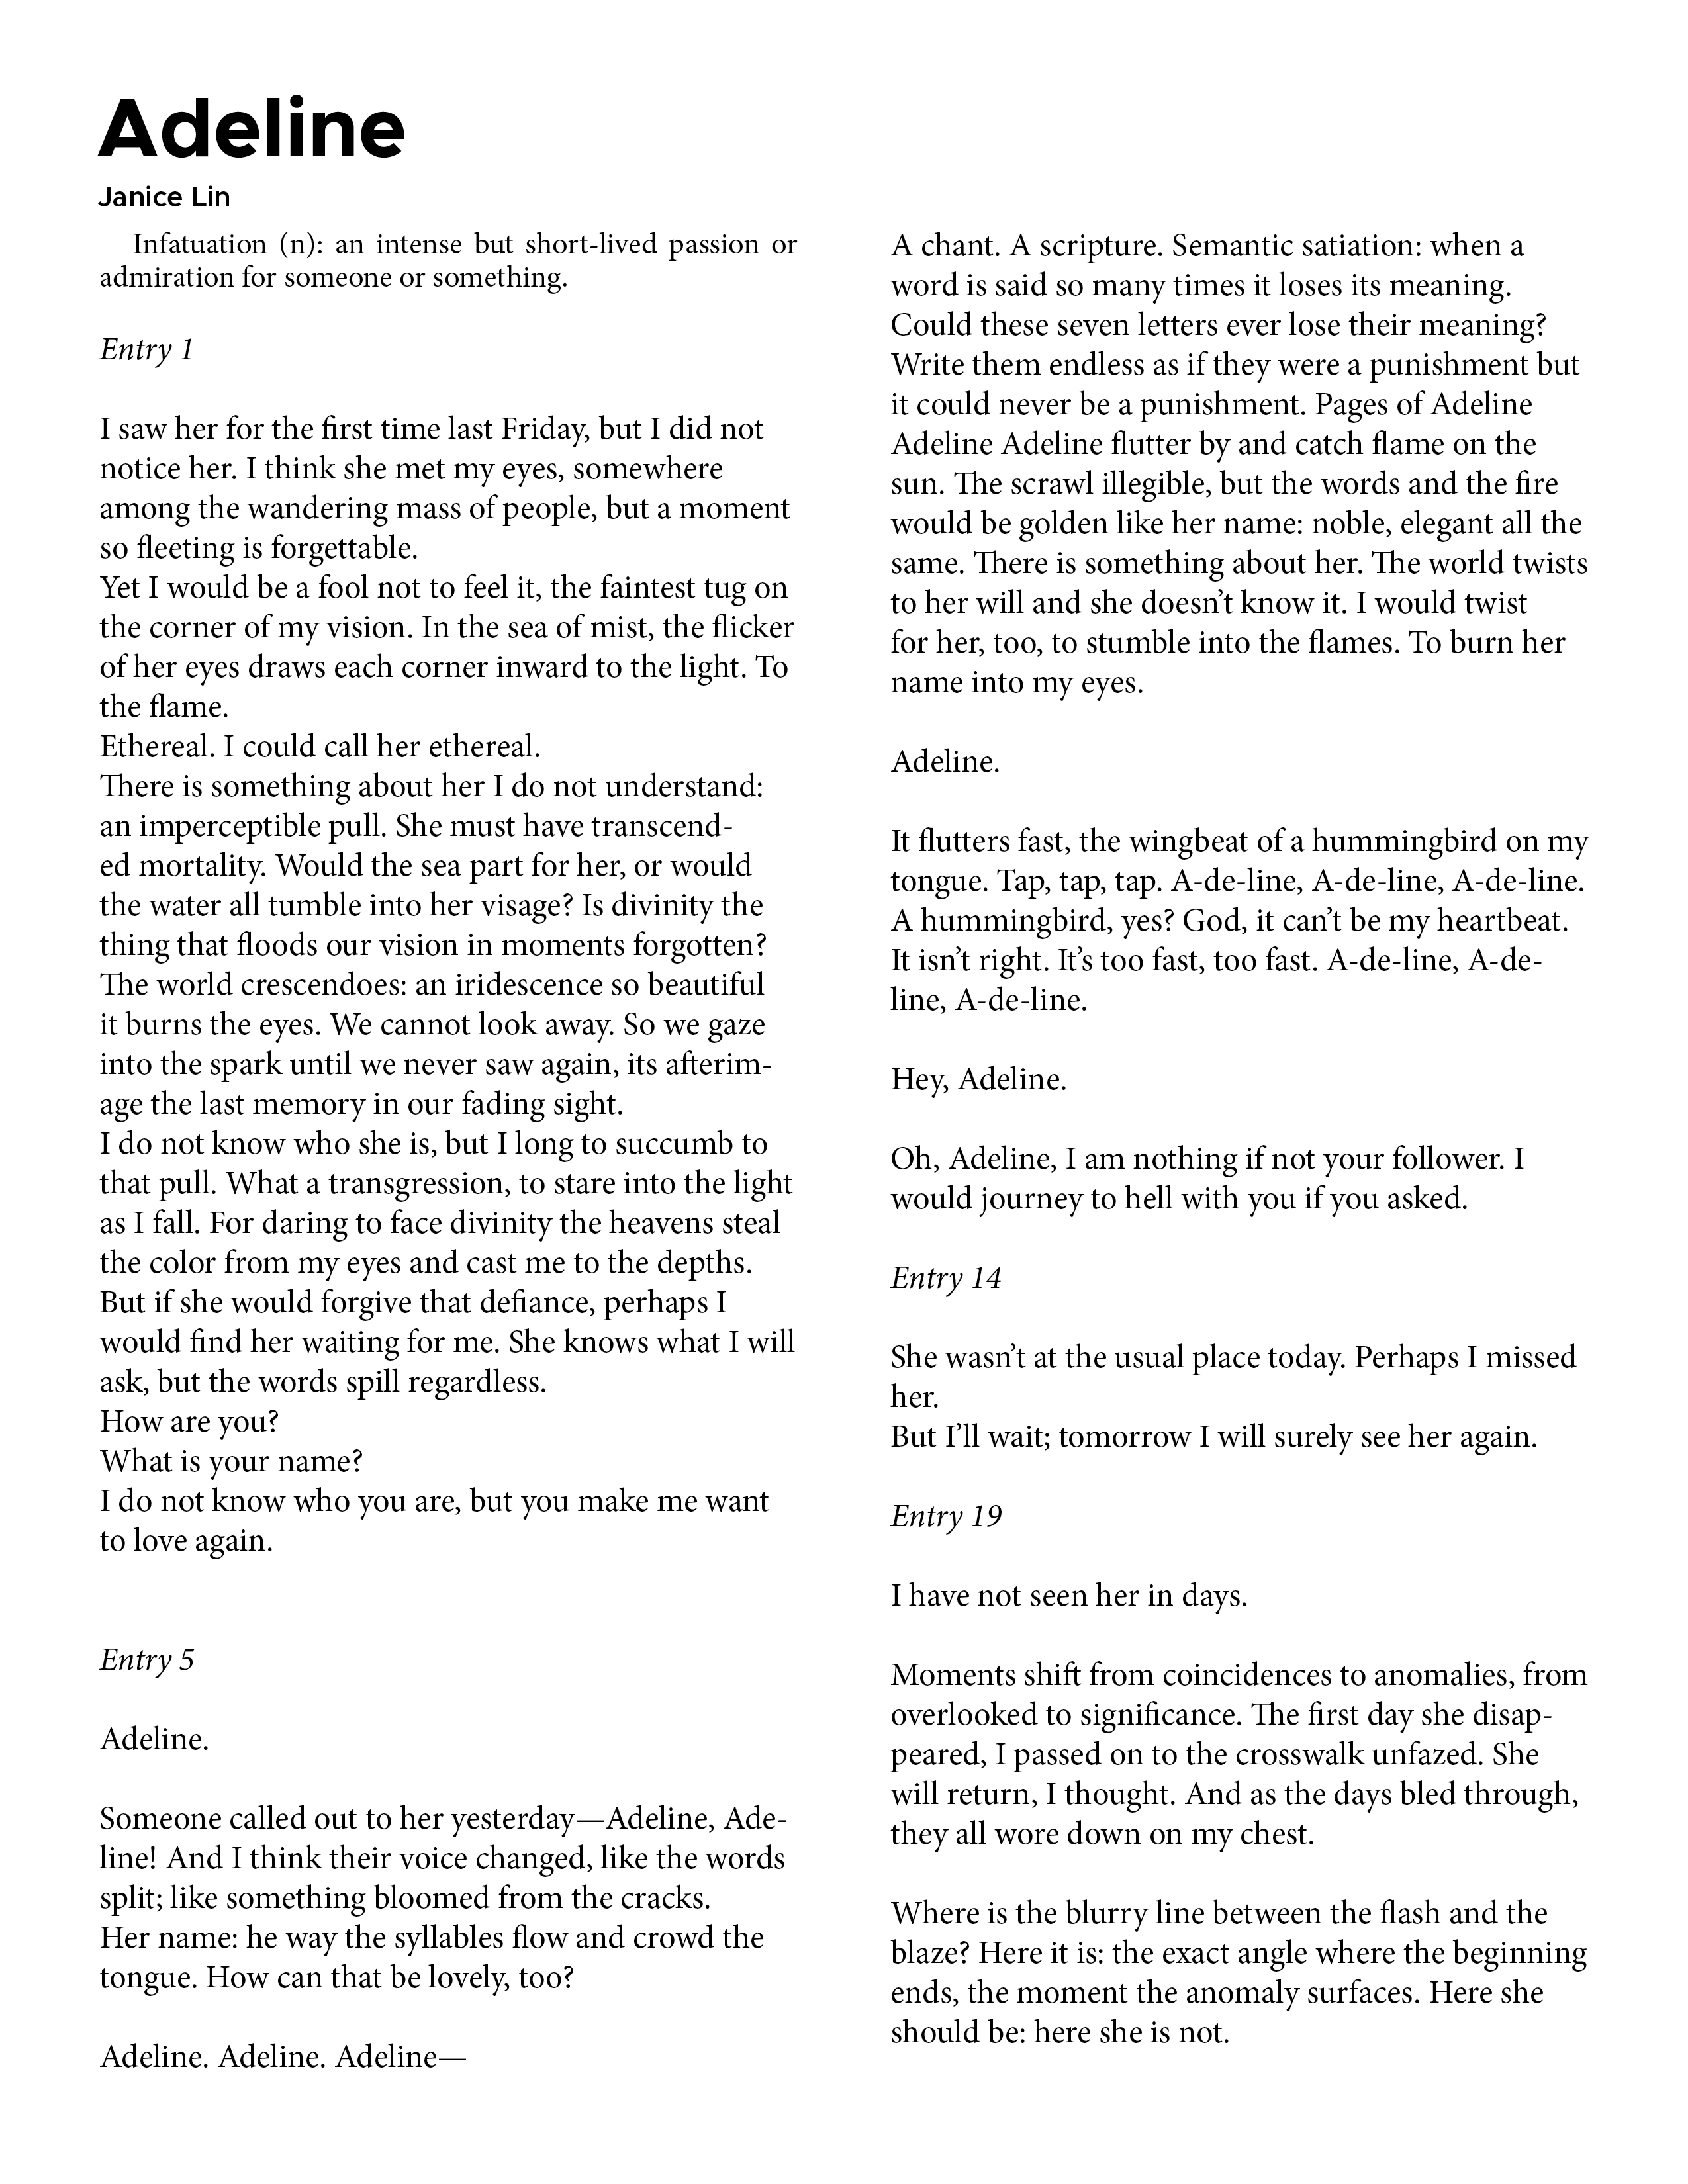 Adeline
Janice Lin
Infatuation (n): an intense but short-lived passion or
admiration for someone or something.
Entry 1
I saw her for the first time last Friday, but I did not
notice her. I think she met my eyes, somewhere
among the wandering mass of people, but a moment
so fleeting is forgettable.
Yet I would be a fool not to feel it, the faintest tug on
the corner of my vision. In the sea of mist, the flicker
of her eyes draws each corner inward to the light. To
the flame.
Ethereal. I could call her ethereal.
There is something about her I do not understand:
an imperceptible pull. She must have transcend-
ed mortality. Would the sea part for her, or would
the water all tumble into her visage? Is divinity the
thing that floods our vision in moments forgotten?
The world crescendoes: an iridescence so beautiful
it burns the eyes. We cannot look away. So we gaze
into the spark until we never saw again, its afterim-
age the last memory in our fading sight.
I do not know who she is, but I long to succumb to
that pull. What a transgression, to stare into the light
as I fall. For daring to face divinity the heavens steal
the color from my eyes and cast me to the depths.
But if she would forgive that defiance, perhaps I
would find her waiting for me. She knows what I will
ask, but the words spill regardless.
How are you?
What is your name?
I do not know who you are, but you make me want
to love again.
Entry 5
Adeline.
Someone called out to her yesterday—Adeline, Ade-
line! And I think their voice changed, like the words
split; like something bloomed from the cracks.
Her name: he way the syllables flow and crowd the
tongue. How can that be lovely, too?
Adeline. Adeline. Adeline—
A chant. A scripture. Semantic satiation: when a
word is said so many times it loses its meaning.
Could these seven letters ever lose their meaning?
Write them endless as if they were a punishment but
it could never be a punishment. Pages of Adeline
Adeline Adeline flutter by and catch flame on the
sun. The scrawl illegible, but the words and the fire
would be golden like her name: noble, elegant all the
same. There is something about her. The world twists
to her will and she doesn’t know it. I would twist
for her, too, to stumble into the flames. To burn her
name into my eyes.
Adeline.
It flutters fast, the wingbeat of a hummingbird on my
tongue. Tap, tap, tap. A-de-line, A-de-line, A-de-line.
A hummingbird, yes? God, it can’t be my heartbeat.
It isn’t right. It’s too fast, too fast. A-de-line, A-de-
line, A-de-line.
Hey, Adeline.
Oh, Adeline, I am nothing if not your follower. I
would journey to hell with you if you asked.
Entry 14
She wasn’t at the usual place today. Perhaps I missed
her.
But I’ll wait; tomorrow I will surely see her again.
Entry 19
I have not seen her in days.
Moments shift from coincidences to anomalies, from
overlooked to significance. The first day she disap-
peared, I passed on to the crosswalk unfazed. She
will return, I thought. And as the days bled through,
they all wore down on my chest.
Where is the blurry line between the flash and the
blaze? Here it is: the exact angle where the beginning
ends, the moment the anomaly surfaces. Here she
should be: here she is not.